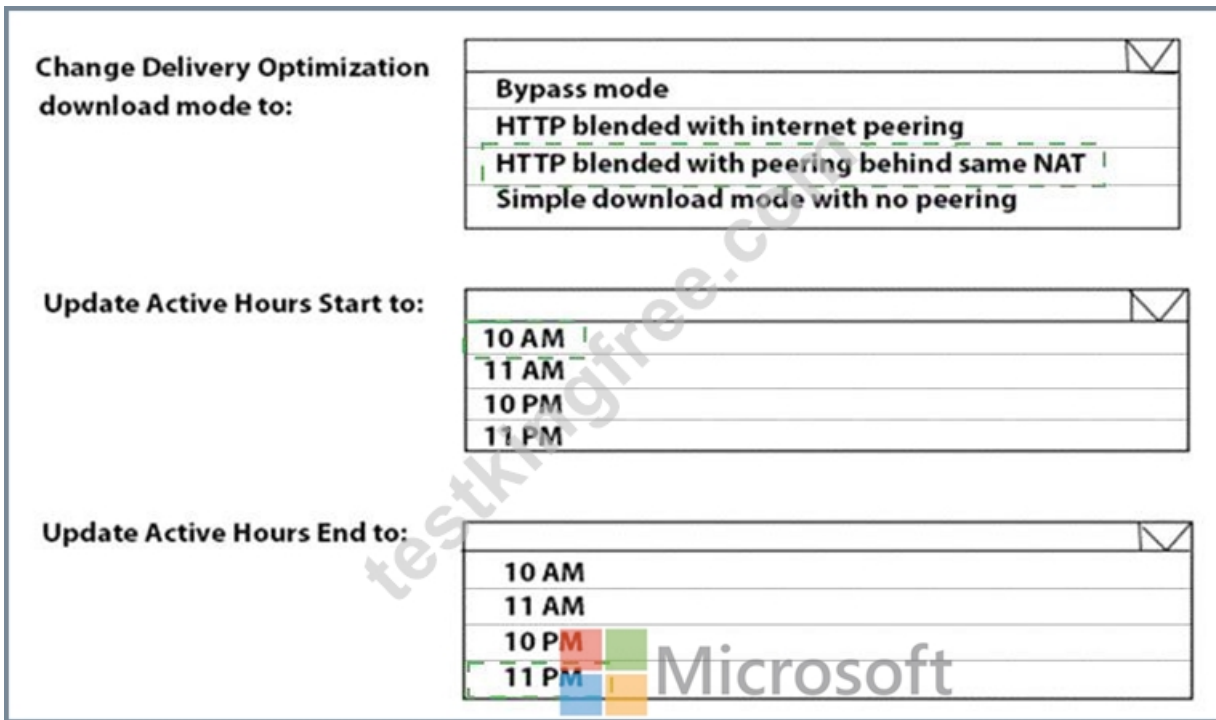 Change Delivery Optimization
download mode to:
Bypass mode
HTTP blended with internet peering
HTTP blended with peering behind same NAT
Simple download mode with no peering
Update Active Hours Start to:
10 AM
11 AM
10 PM
11 PM
Update Active Hours End to:
10 AM
11 AM
10 PM
11 PM
Microsoft
testkingfree.com